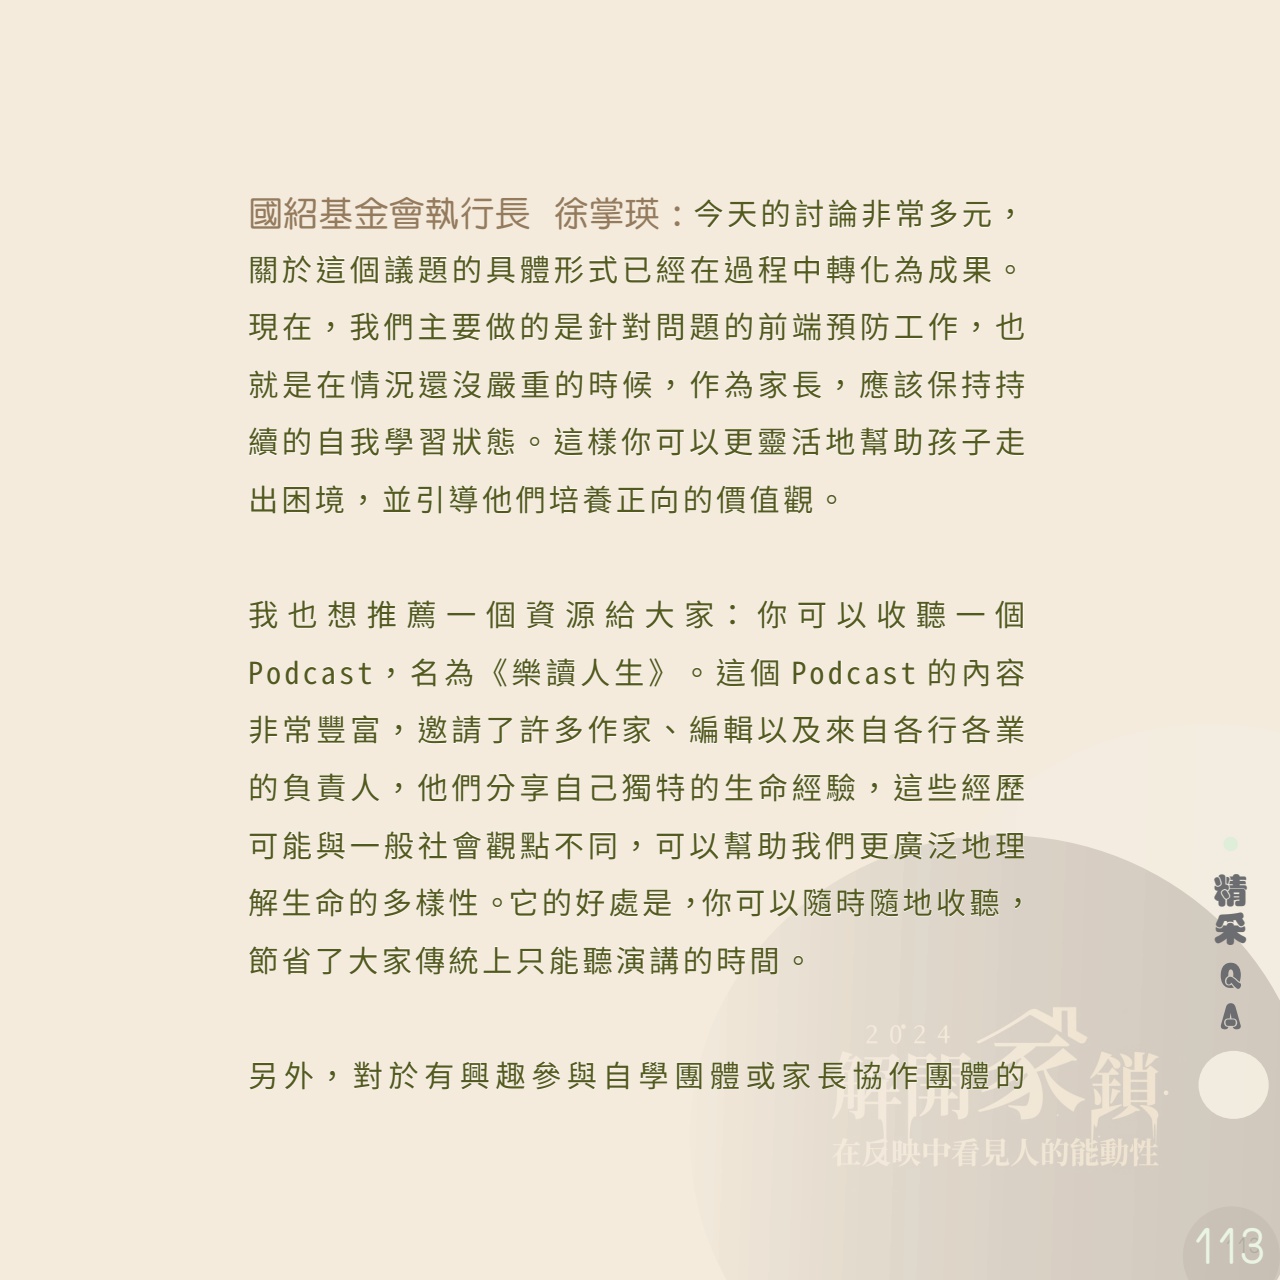 國紹基金會執行長 徐掌瑛：今天的討論非常多元，
關於這個議題的具體形式已經在過程中轉化為成果。
現在，我們主要做的是針對問題的前端預防工作，也
就是在情況還沒嚴重的時候，作為家長，應該保持持
續的自我學習狀態。這樣你可以更靈活地幫助孩子走
出困境，並引導他們培養正向的價值觀。
我也想推薦一個資源給大家：你可以收聽一個
Podcast，名為《樂讀人生》。這個 Podcast 的內容
非常豐富，邀請了許多作家、編輯以及來自各行各業
的負責人，他們分享自己獨特的生命經驗，這些經歷
可能與一般社會觀點不同，可以幫助我們更廣泛地理
解生命的多樣性。它的好處是，你可以隨時隨地收聽，
節省了大家傳統上只能聽演講的時間。
另外，對於有興趣參與自學團體或家長協作團體的
2024
解開家鎖
在反映中看見人的能動性
精采QA
113